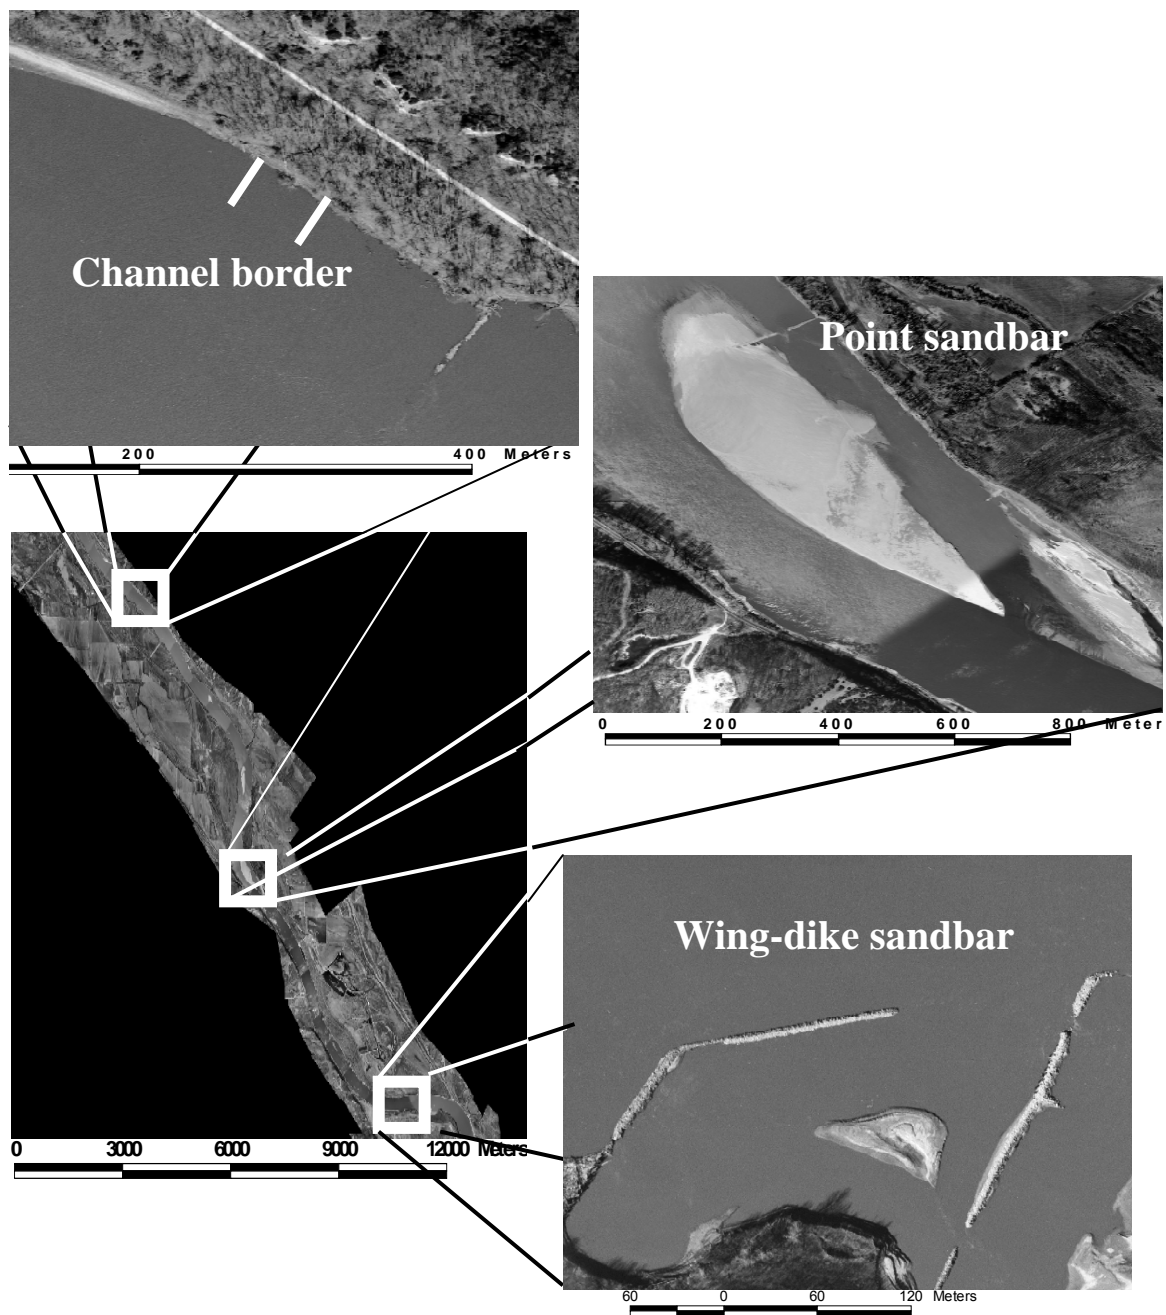 Channel border
200 400 Meters
Point sandbar
0 200 400 600 800 Meter
0 3000 6000 9000 12000 Meters
Wing-dike sandbar
60 0 60 120 Meters